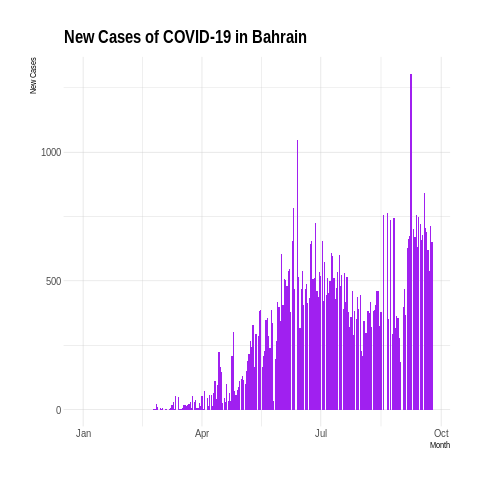 New Cases of COVID-19 in Bahrain
New Cases
1000
500
0
Jan
Apr
Jul
Oct
Month